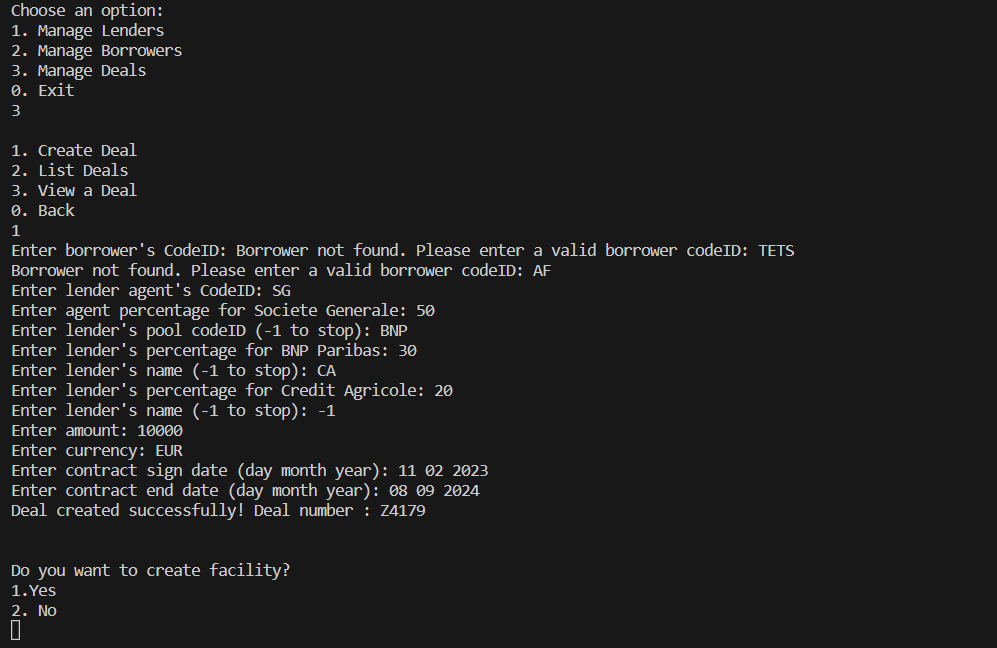 Choose an option:
1. Manage Lenders
2. Manage Borrowers
3. Manage Deals
0. Exit
3
1. Create Deal
2. List Deals
3. View a Deal
0. Back
1
Enter borrower's CodeID: Borrower not found. Please enter a valid borrower codeID: TETS
Borrower not found. Please enter a valid borrower codeID: AF
Enter lender agent's CodeID: SG
Enter agent percentage for Societe Generale: 50
Enter lender's pool codeID (-1 to stop): BNP
Enter lender's percentage for BNP Paribas: 30
Enter lender's name (-1 to stop): CA
Enter lender's percentage for Credit Agricole: 20
Enter lender's name (-1 to stop): -1
Enter amount: 10000
Enter currency: EUR
Enter contract sign date (day month year): 11 02 2023
Enter contract end date (day month year): 08 09 2024
Deal created successfully! Deal number : Z4179
Do you want to create facility?
1.Yes
2. No